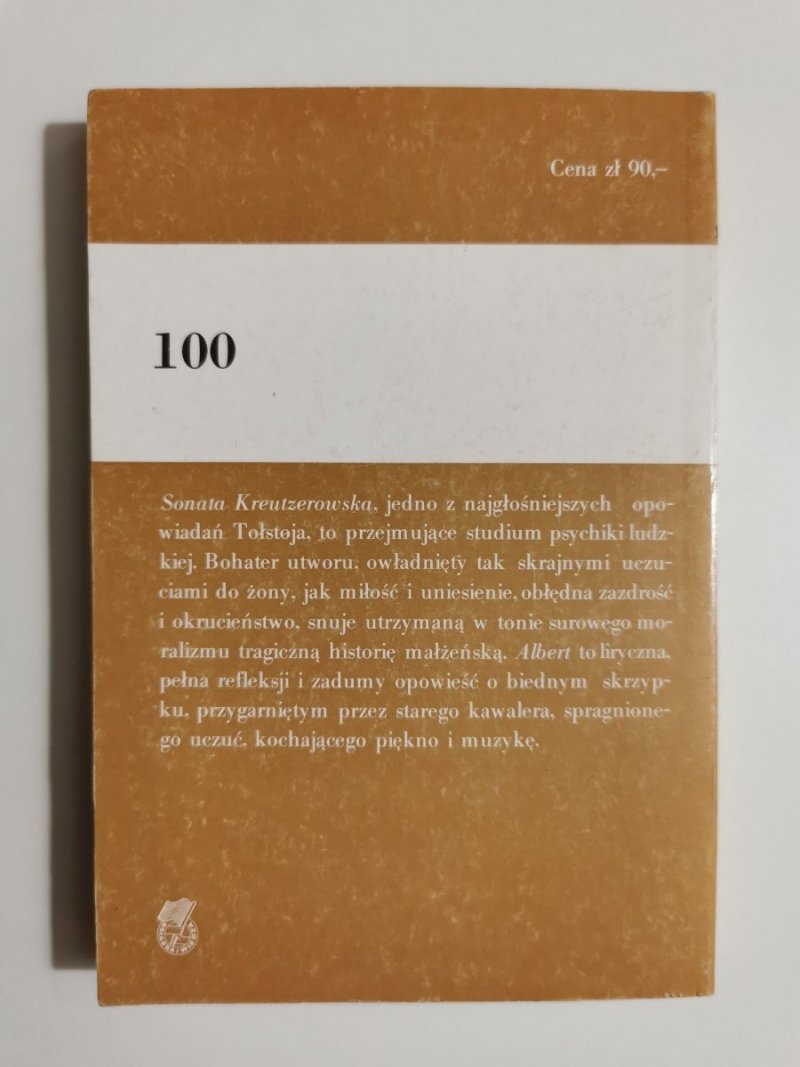 Cena zł 90,–
100
Sonata Kreutzerowska, jedno z najgłośniejszych opo-
wiadań Tołstoja, to przejmujące studium psychiki ludz-
kiej. Bohater utworu, owładnięty tak skrajnymi uczu-
ciami do żony, jak miłość i uniesienie, obłędna zazdrość
i okrucieństwo, snuje utrzymaną w tonie surowego mo-
ralizmu tragiczną historię małżeńską. Albert to liryczna,
pełna refleksji i zadumy opowieść o biednym skrzyp-
ku, przygarniętym przez starego kawalera, spragnione-
go uczuć, kochającego piękno i muzykę.
KSIĄŻKA I WIEDZA